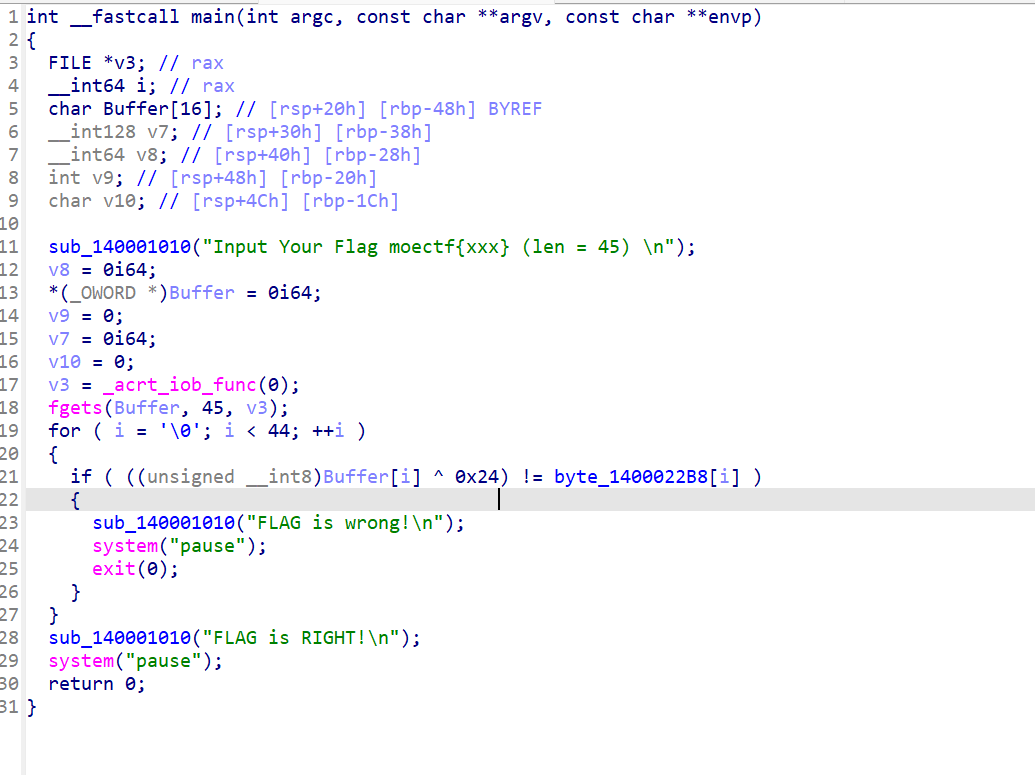 1 int __fastcall main(int argc, const char **argv, const char **envp)
2 {
3   FILE *v3; // rax
4   __int64 i; // rax
5   char Buffer[16]; // [rsp+20h] [rbp-48h] BYREF
6   __int128 v7; // [rsp+30h] [rbp-38h]
7   __int64 v8; // [rsp+40h] [rbp-28h]
8   int v9; // [rsp+48h] [rbp-20h]
9   char v10; // [rsp+4Ch] [rbp-1Ch]
10
11   sub_140001010("Input Your Flag moectf{xxx} (len = 45) \n");
12   v8 = 0i64;
13   *(_OWORD *)Buffer = 0i64;
14   v9 = 0;
15   v7 = 0i64;
16   v10 = 0;
17   v3 = _acrt_iob_func(0);
18   fgets(Buffer, 45, v3);
19   for ( i = '\0'; i < 44; ++i )
20   {
21     if ( ((unsigned __int8)Buffer[i] ^ 0x24) != byte_1400022B8[i] )
22     {
23       sub_140001010("FLAG is wrong!\n");
24       system("pause");
25       exit(0);
26     }
27   }
28   sub_140001010("FLAG is RIGHT!\n");
29   system("pause");
30   return 0;
31 }